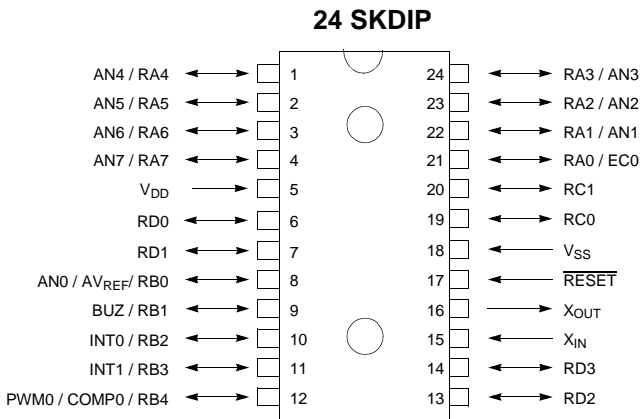 24 SKDIP
AN4 / RA4 1 24 RA3 / AN3
AN5 / RA5 2 23 RA2 / AN2
AN6 / RA6 3 22 RA1 / AN1
AN7 / RA7 4 21 RA0 / EC0
VDD 5 20 RC1
RD0 6 19 RC0
RD1 7 18 VSS
AN0 / AVREF/ RB0 8 17 RESET
BUZ / RB1 9 16 XOUT
INT0 / RB2 10 15 XIN
INT1 / RB3 11 14 RD3
PWM0 / COMP0 / RB4 12 13 RD2